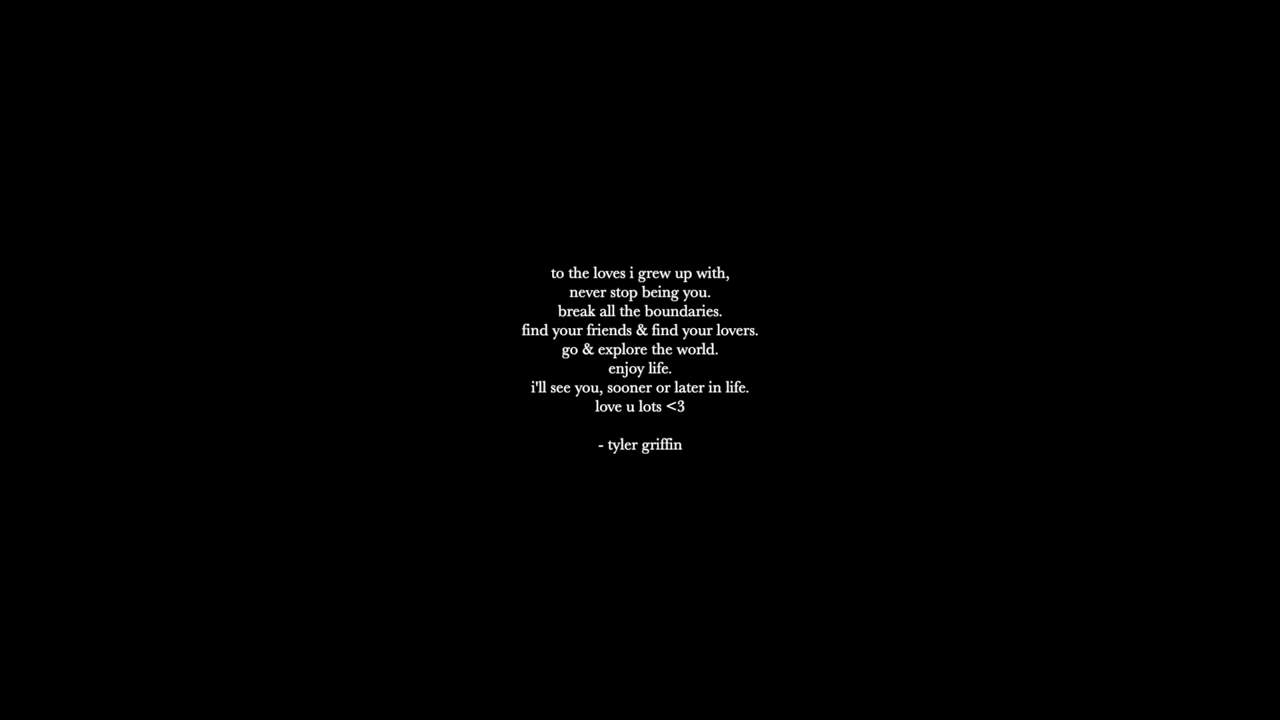 to the loves i grew up with,
never stop being you.
break all the boundaries.
find your friends & find your lovers.
go & explore the world.
enjoy life.
i'll see you, sooner or later in life.
love u lots <3
- tyler griffin